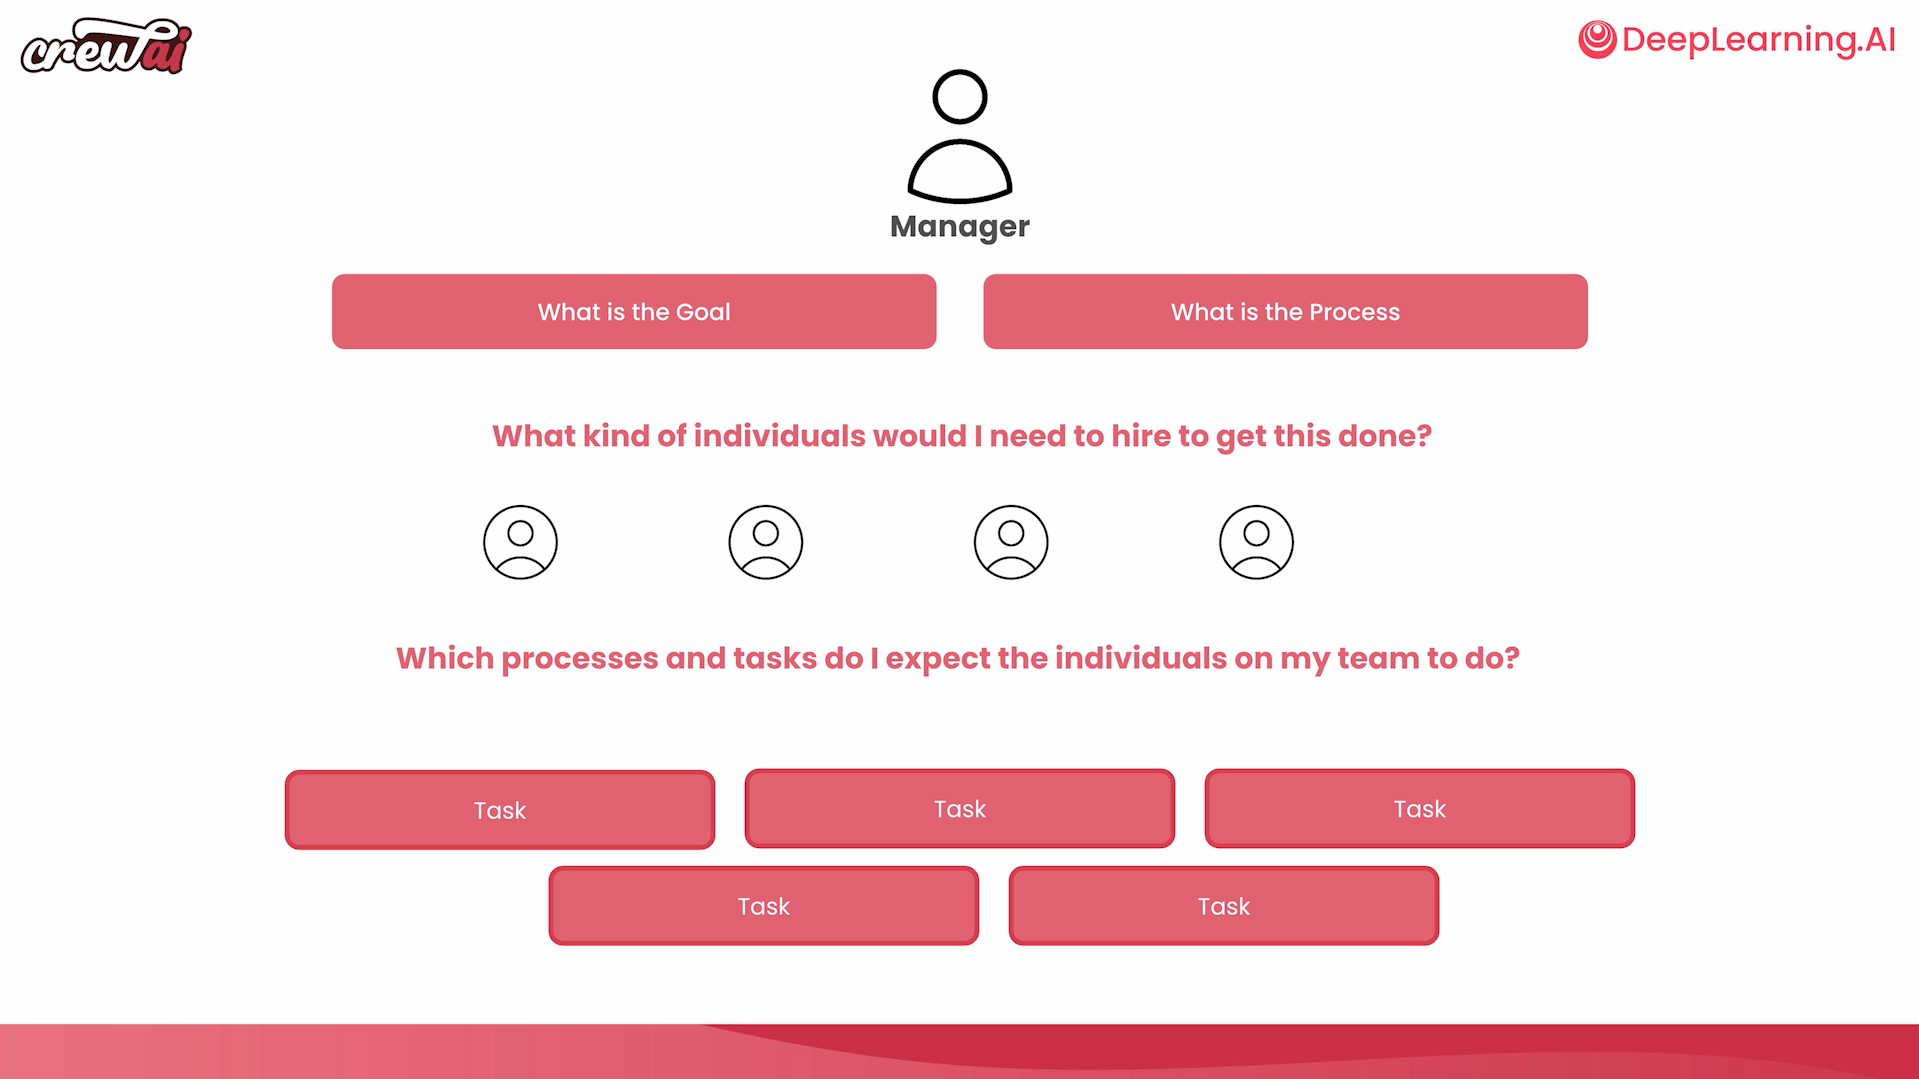 crewai
DeepLearning.AI
Manager
What is the Goal
What is the Process
What kind of individuals would I need to hire to get this done?
Which processes and tasks do I expect the individuals on my team to do?
Task
Task
Task
Task
Task